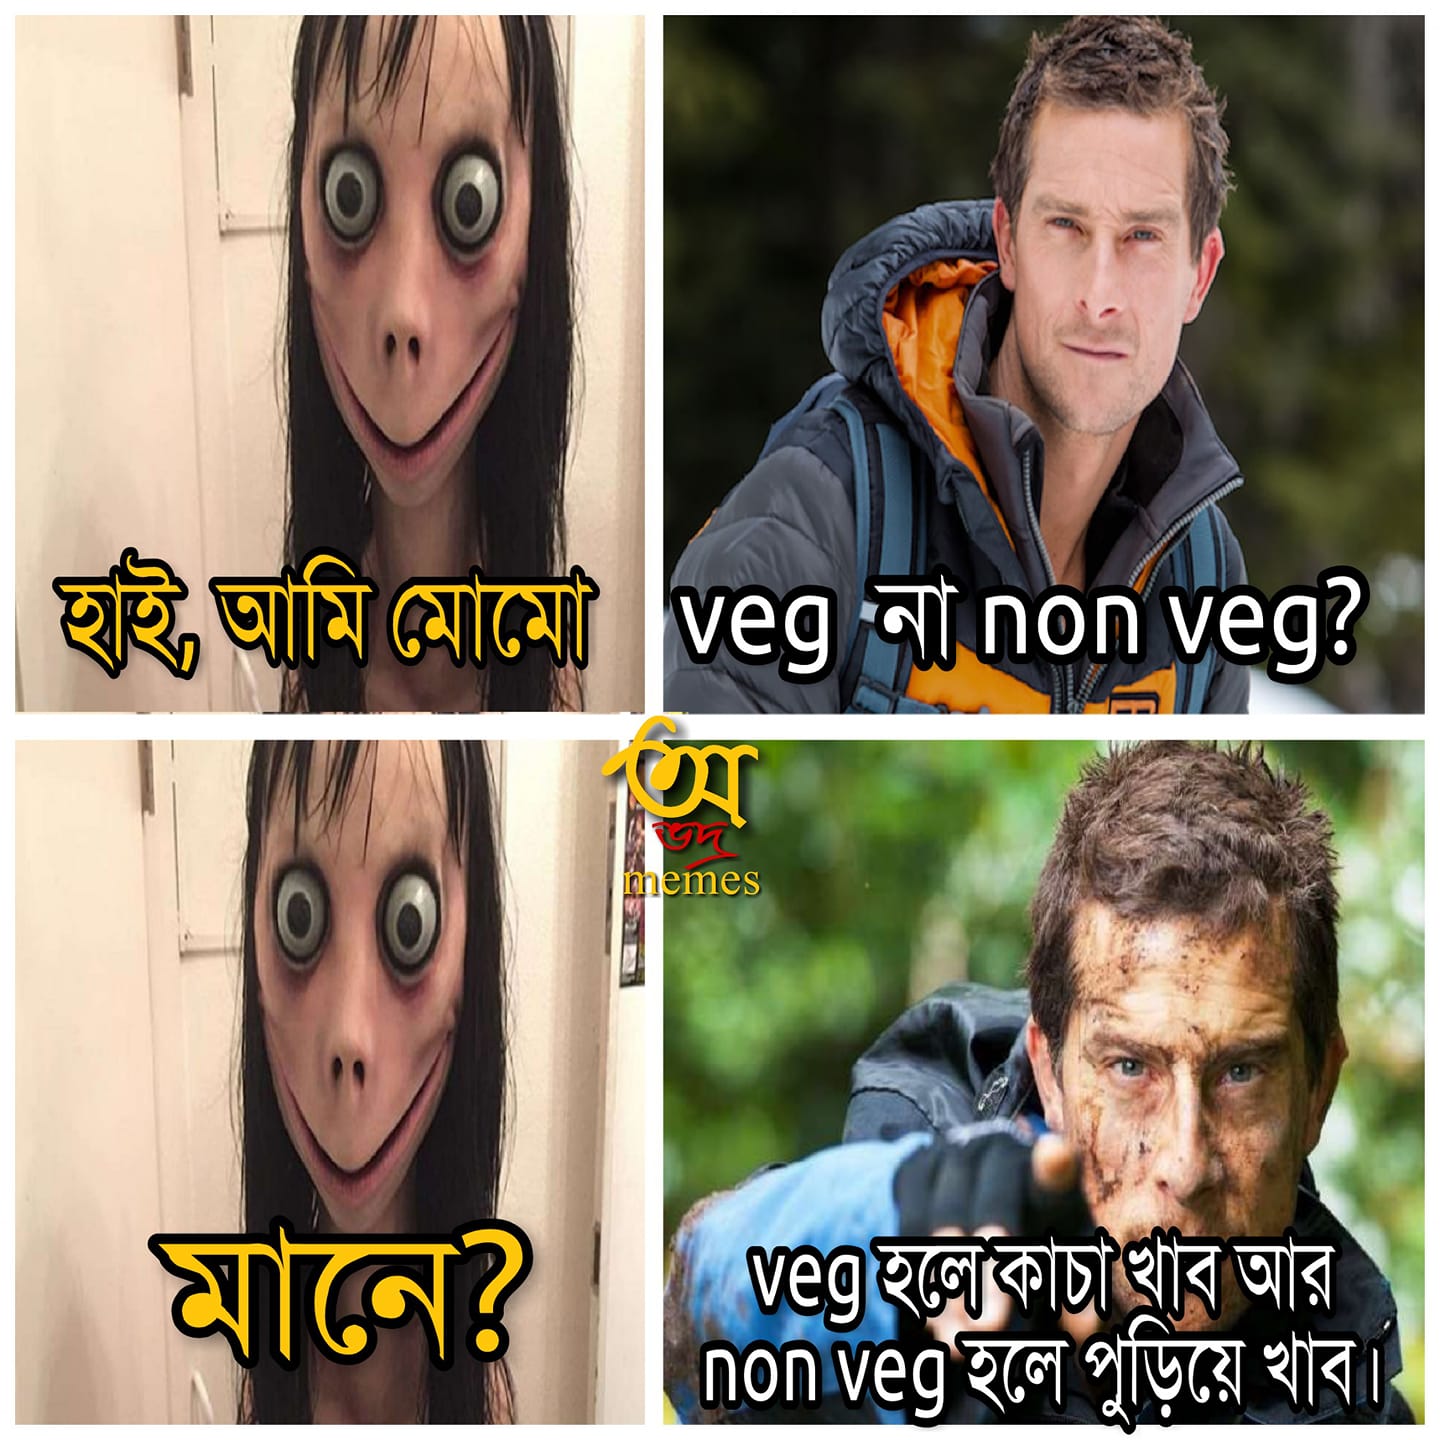 হাই, আমি মোমো
veg না non veg?
অ
ভদ্র
memes
মানে?
veg হলে কাচা খাব আর
non veg হলে পুড়িয়ে খাব।